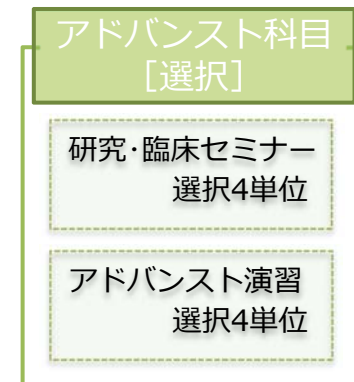 アドバンスト科目
［選択］
研究･臨床セミナー
選択4単位
アドバンスト演習
選択4単位